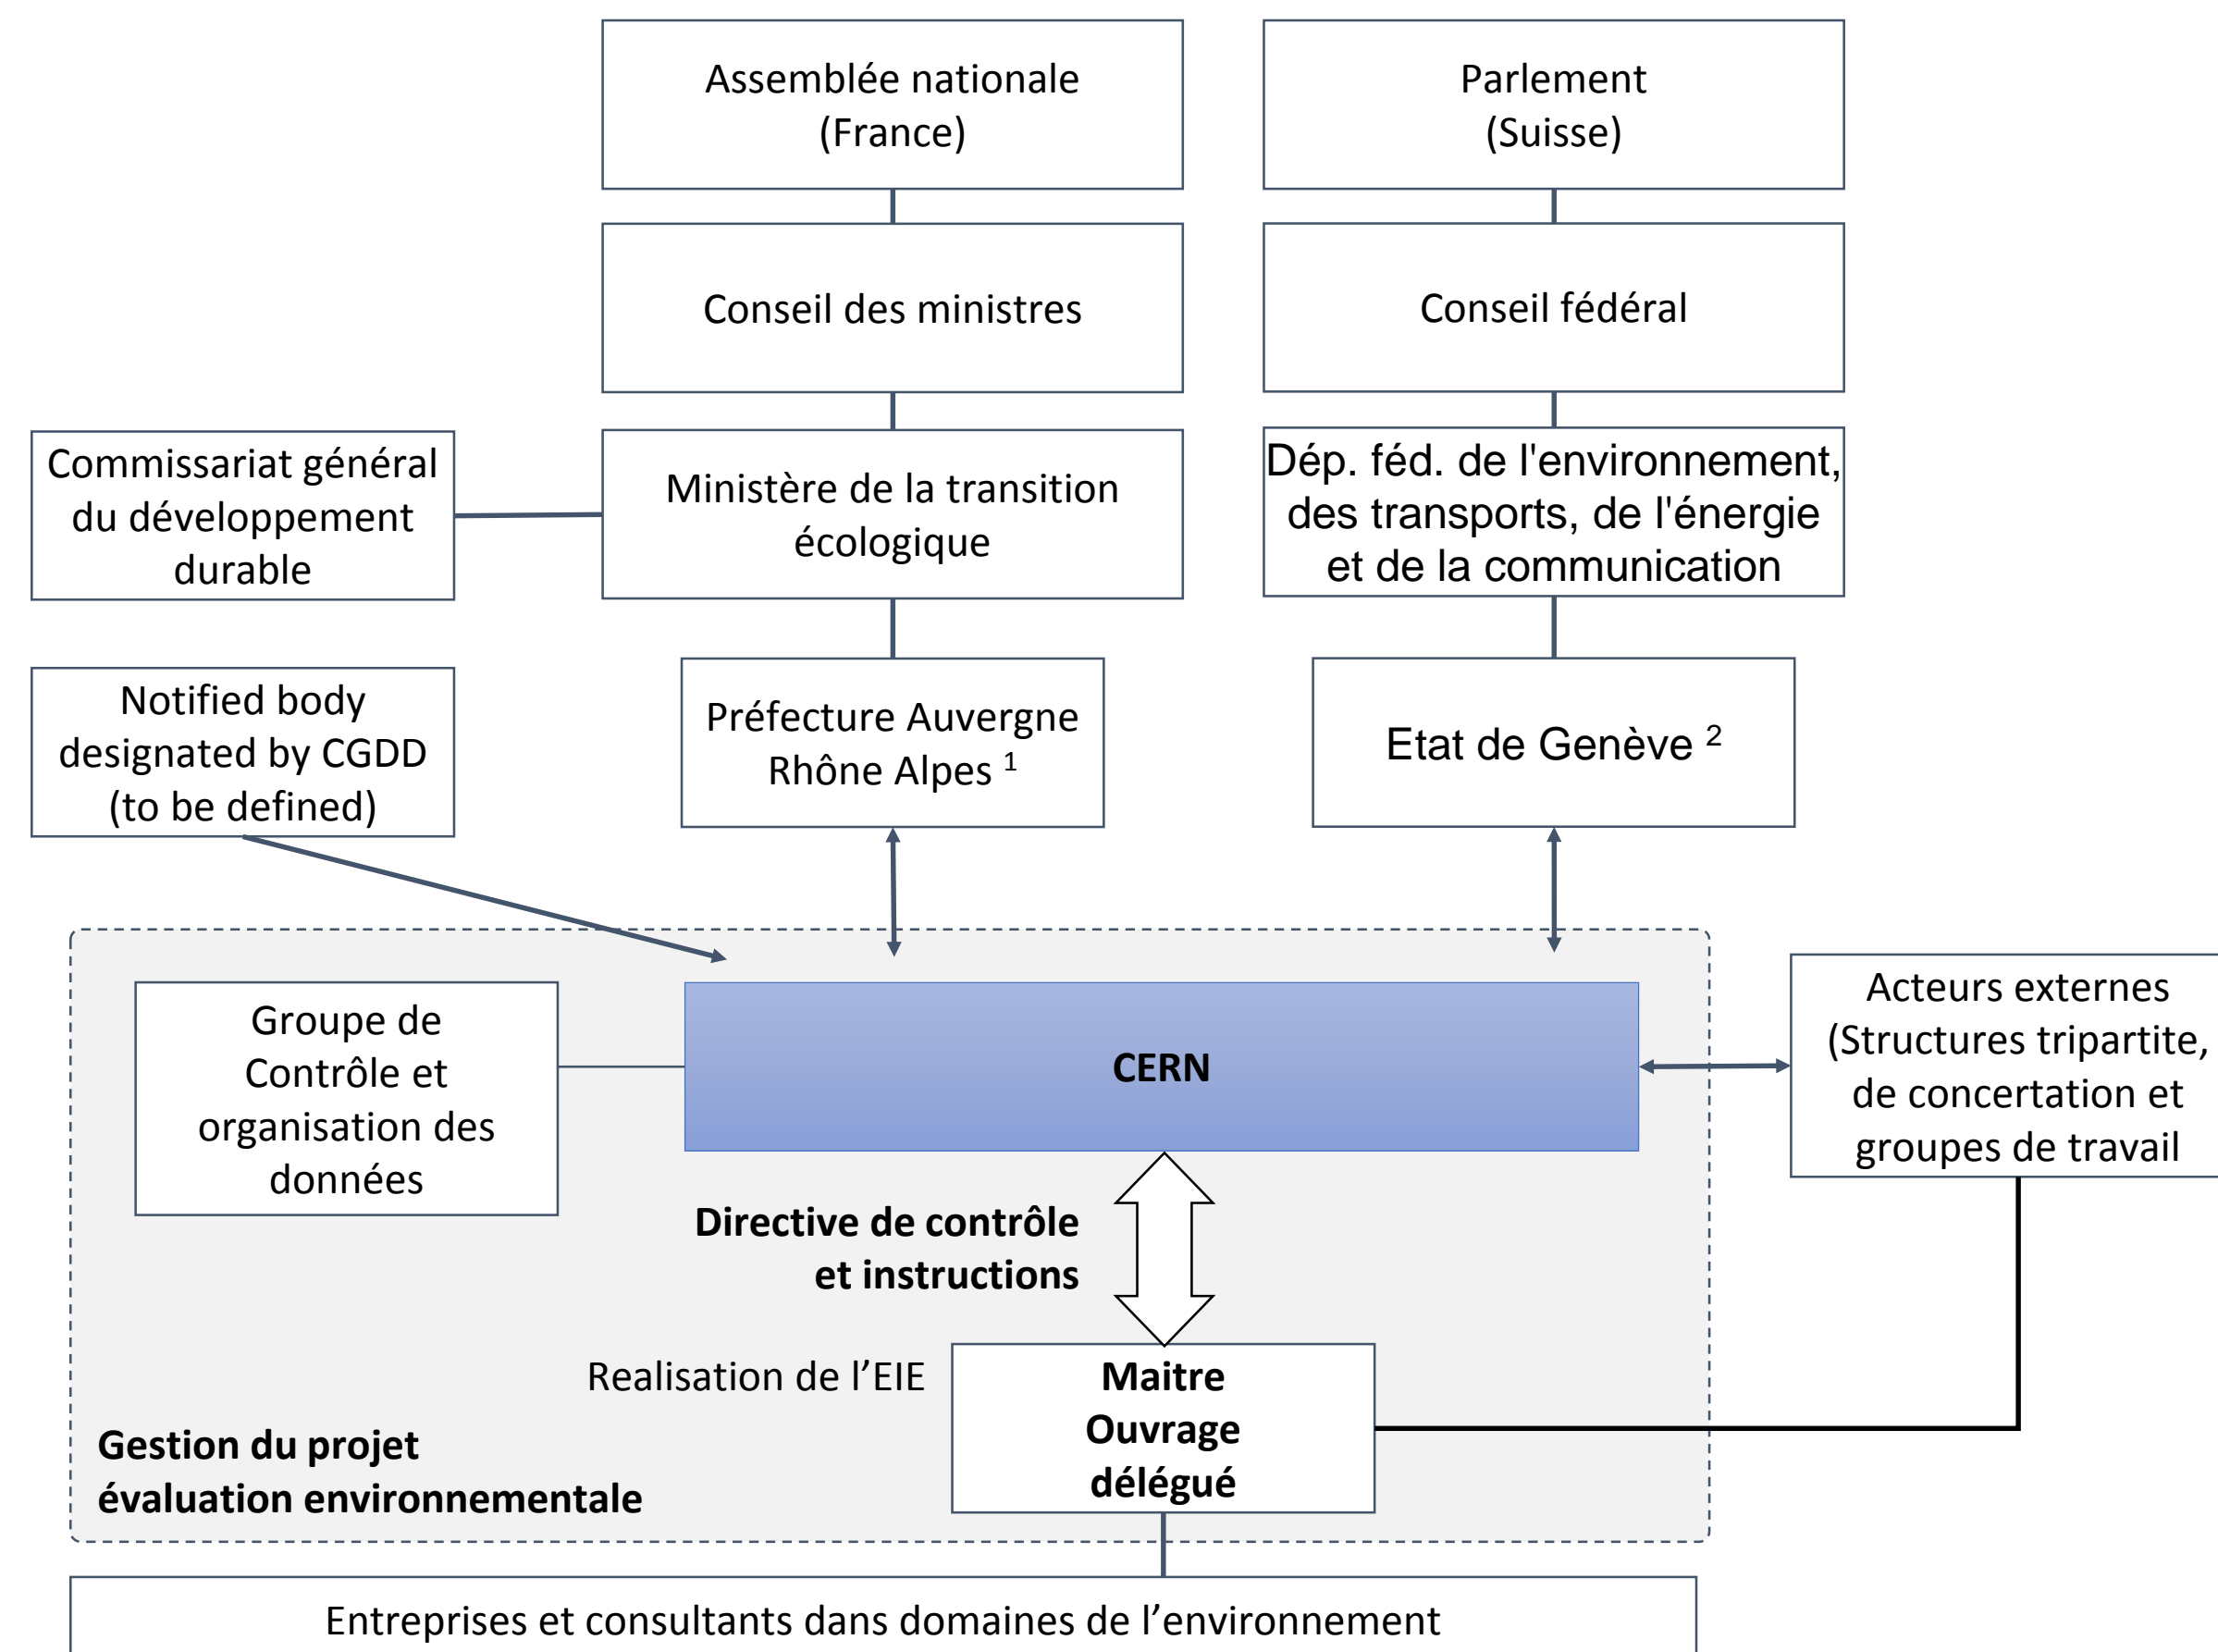 Assemblée nationale
(France)
Parlement
(Suisse)
Conseil des ministres
Conseil fédéral
Commissariat général
du développement
durable
Ministère de la transition
écologique
Dép. féd. de l'environnement,
des transports, de l'énergie
et de la communication
Notified body
designated by CGDD
(to be defined)
Préfecture Auvergne
Rhône Alpes ¹
Etat de Genève ²
Groupe de
Contrôle et
organisation des
données
CERN
Acteurs externes
(Structures tripartite,
de concertation et
groupes de travail
Directive de contrôle
et instructions
Realisation de l’EIE
Maitre
Ouvrage
délégué
Gestion du projet
évaluation environnementale
Entreprises et consultants dans domaines de l’environnement